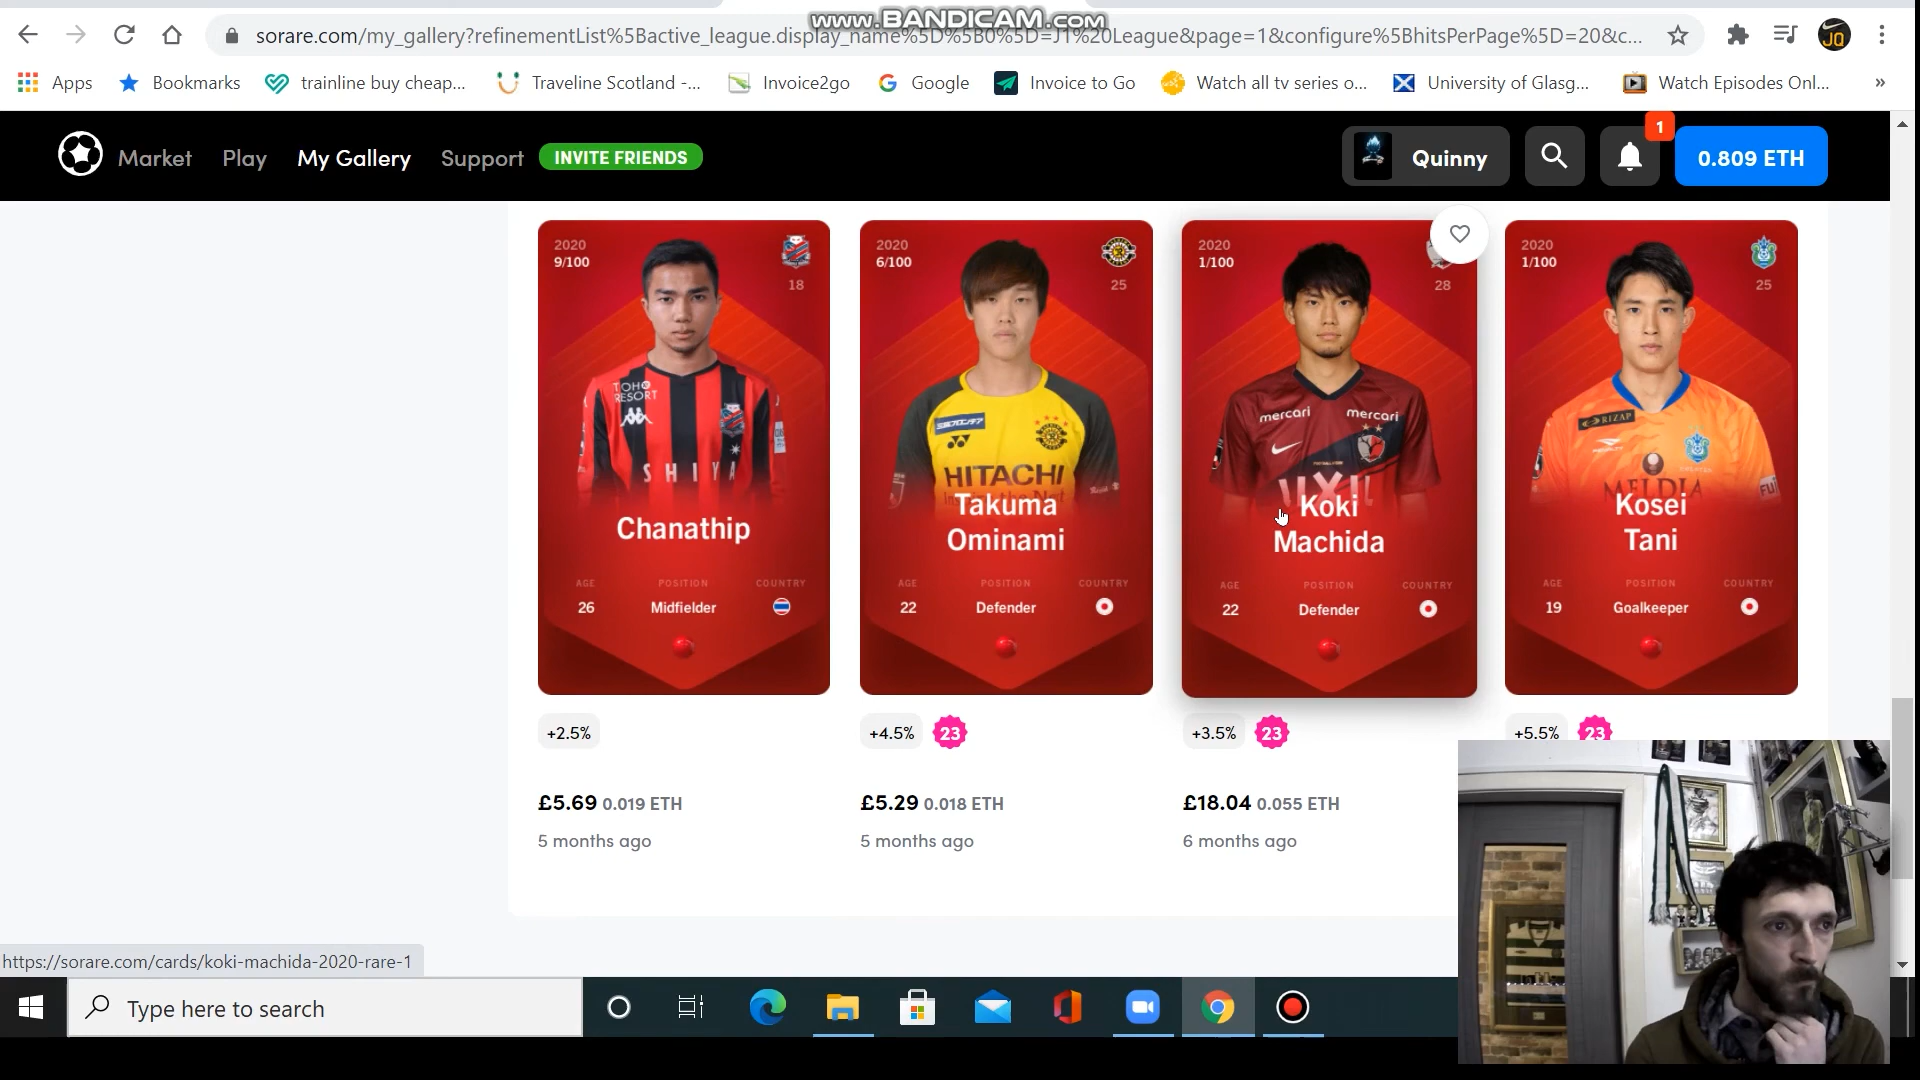 www.BANDICAM.com
sorare.com/my_gallery?refinementList%5Bactive_league.display_name%5D%5B0%5D=J1%20League&page=1&configure%5BhitsPerPage%5D=20&c...
JQ
Apps
Bookmarks
trainline buy cheap...
Traveline Scotland -...
Invoice2go
Google
Invoice to Go
Watch all tv series o...
University of Glasg...
Watch Episodes Onl...
»
Market
Play
My Gallery
Support
INVITE FRIENDS
Quinny
1
0.809 ETH
2020
9/100
18
TOHO
RESORT
SHIYA
Chanathip
AGE
POSITION
COUNTRY
26
Midfielder
2020
6/100
25
HITACHI
Takuma
Ominami
AGE
POSITION
COUNTRY
22
Defender
2020
1/100
28
mercari
mercari
Koki
Machida
AGE
POSITION
COUNTRY
22
Defender
2020
1/100
25
RIZAP
MELDIA
Kosei
Tani
AGE
POSITION
COUNTRY
19
Goalkeeper
+2.5%
+4.5%
23
+3.5%
23
+5.5%
23
£5.69 0.019 ETH
5 months ago
£5.29 0.018 ETH
5 months ago
£18.04 0.055 ETH
6 months ago
https://sorare.com/cards/koki-machida-2020-rare-1
Type here to search